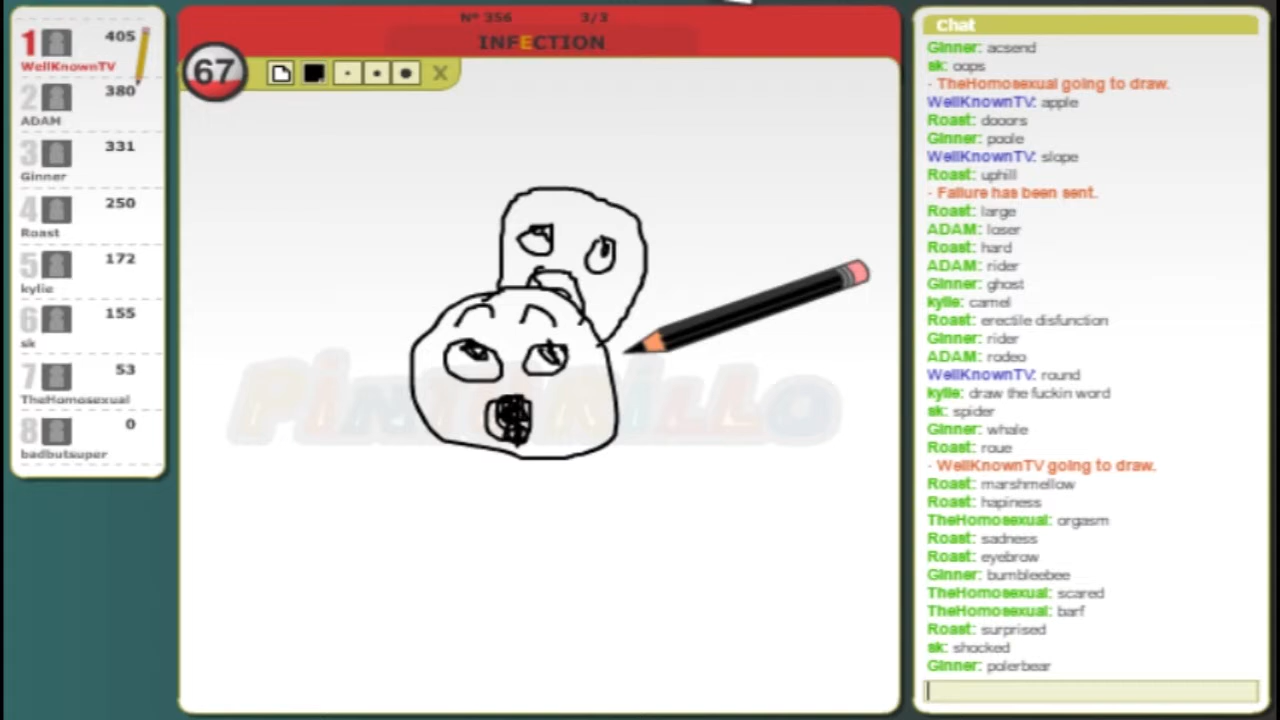 1
405
WellKnownTV
2
380
ADAM
3
331
Ginner
4
250
Roast
5
172
kylie
6
155
sk
7
53
TheHomosexual
8
0
badbutsuper
Nº 356 3/3
INFECTION
67
Chat
Ginner: acsend
sk: oops
- TheHomosexual going to draw.
WellKnownTV: apple
Roast: dooors
Ginner: poole
WellKnownTV: slope
Roast: uphill
- Failure has been sent.
Roast: large
ADAM: loser
Roast: hard
ADAM: rider
Ginner: ghost
kylie: camel
Roast: erectile disfunction
Ginner: rider
ADAM: rodeo
WellKnownTV: round
kylie: draw the fuckin word
sk: spider
Ginner: whale
Roast: roue
- WellKnownTV going to draw.
Roast: marshmellow
Roast: hapiness
TheHomosexual: orgasm
Roast: sadness
Roast: eyebrow
Ginner: bumbleebee
TheHomosexual: scared
TheHomosexual: barf
Roast: surprised
sk: shocked
Ginner: polerbear